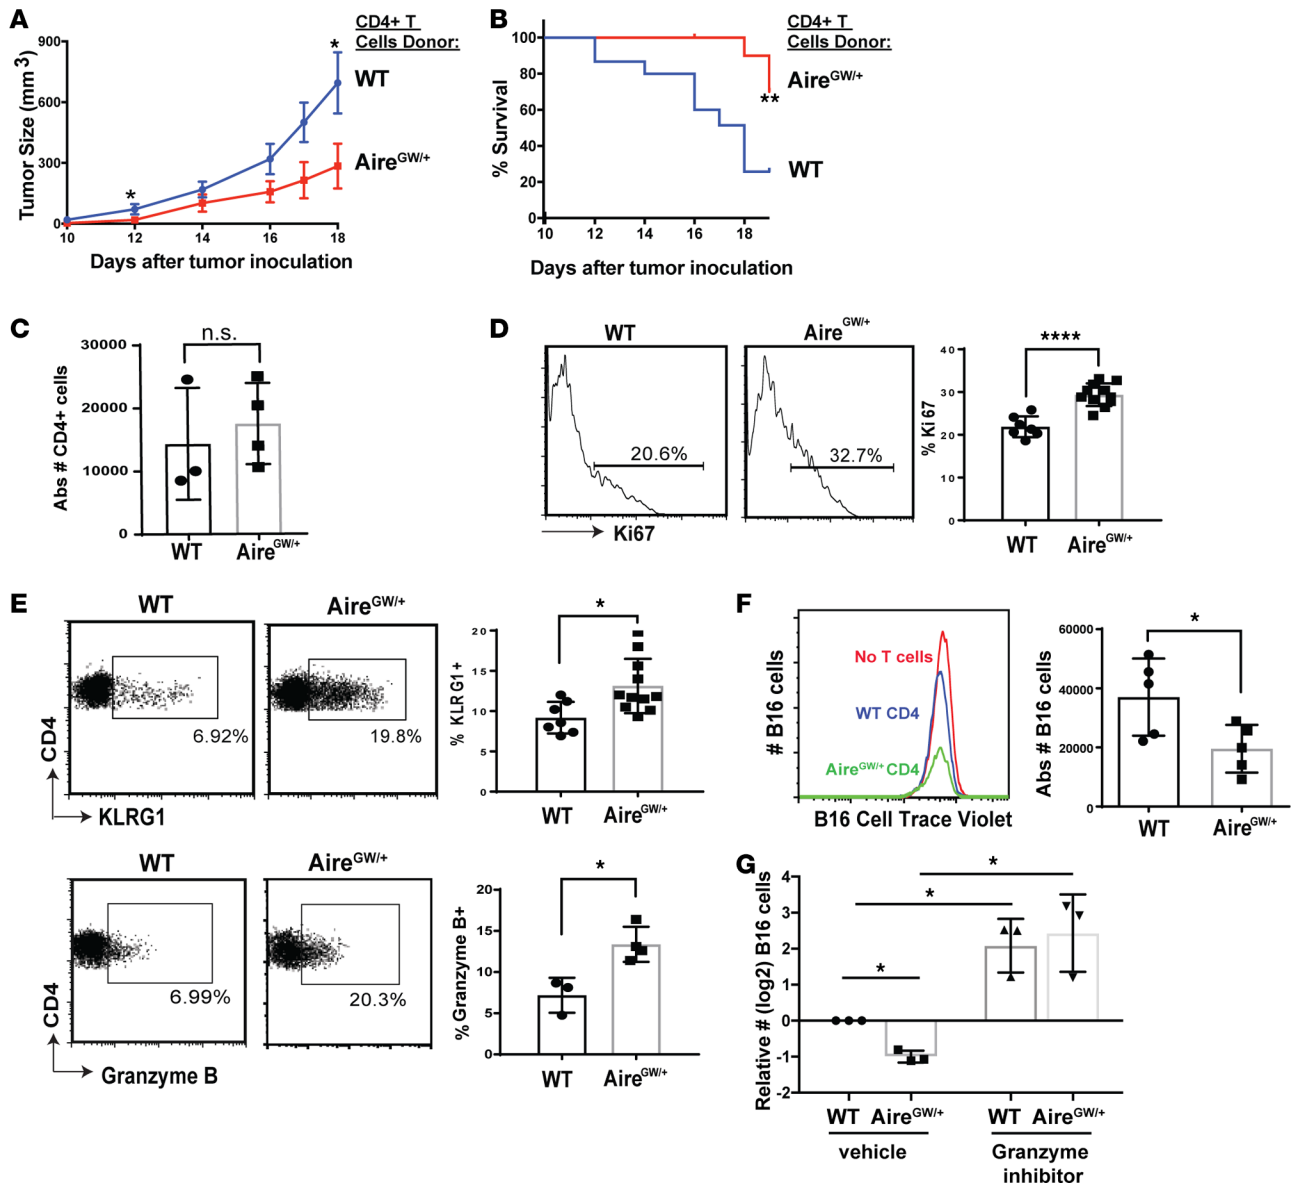 A
CD4+ T
Cells Donor:
Tumor Size (mm3)
900
600
300
0
10 12 14 16 18
*
*
WT
AireGW/+
Days after tumor inoculation
B
CD4+ T
Cells Donor:
% Survival
100
80
60
40
20
0
10 12 14 16 18
AireGW/+
**
WT
Days after tumor inoculation
C
n.s.
Abs # CD4+ cells
30000
20000
10000
0
WT AireGW/+
D
WT AireGW/+
20.6% 32.7%
Ki67
****
% Ki 67
40
30
20
10
0
WT AireGW/+
E
WT AireGW/+
6.92% 19.8%
CD4
KLRG1
*
% KLRG1+
20
15
10
5
0
WT AireGW/+
WT AireGW/+
6.99% 20.3%
CD4
Granzyme B
*
% Granzyme B+
20
15
10
5
0
WT AireGW/+
F
No T cells
WT CD4
AireGW/+ CD4
# B16 cells
B16 Cell Trace Violet
*
Abs # B16 cells
60000
40000
20000
0
WT AireGW/+
G
*
*
*
Relative # (log2) B16 cells
4
3
2
1
0
-1
-2
WT AireGW/+ WT AireGW/+
vehicle Granzyme
inhibitor